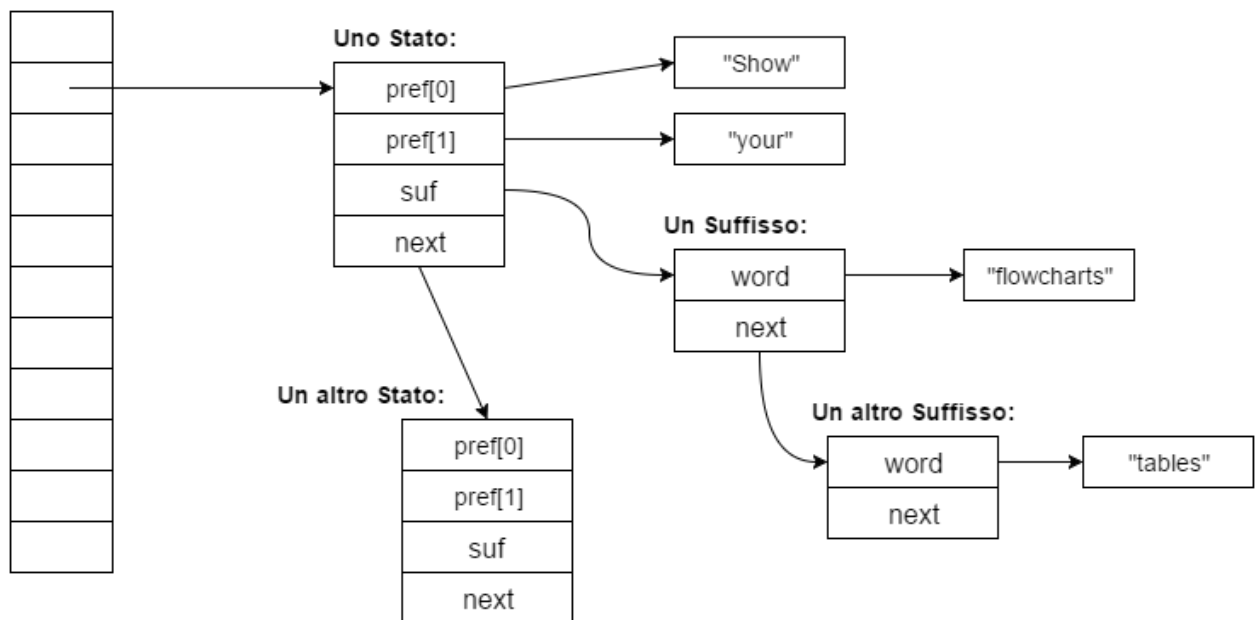 Uno Stato:
pref[0]
pref[1]
suf
next
"Show"
"your"
Un Suffisso:
word
next
"flowcharts"
Un altro Stato:
pref[0]
pref[1]
suf
next
Un altro Suffisso:
word
next
"tables"